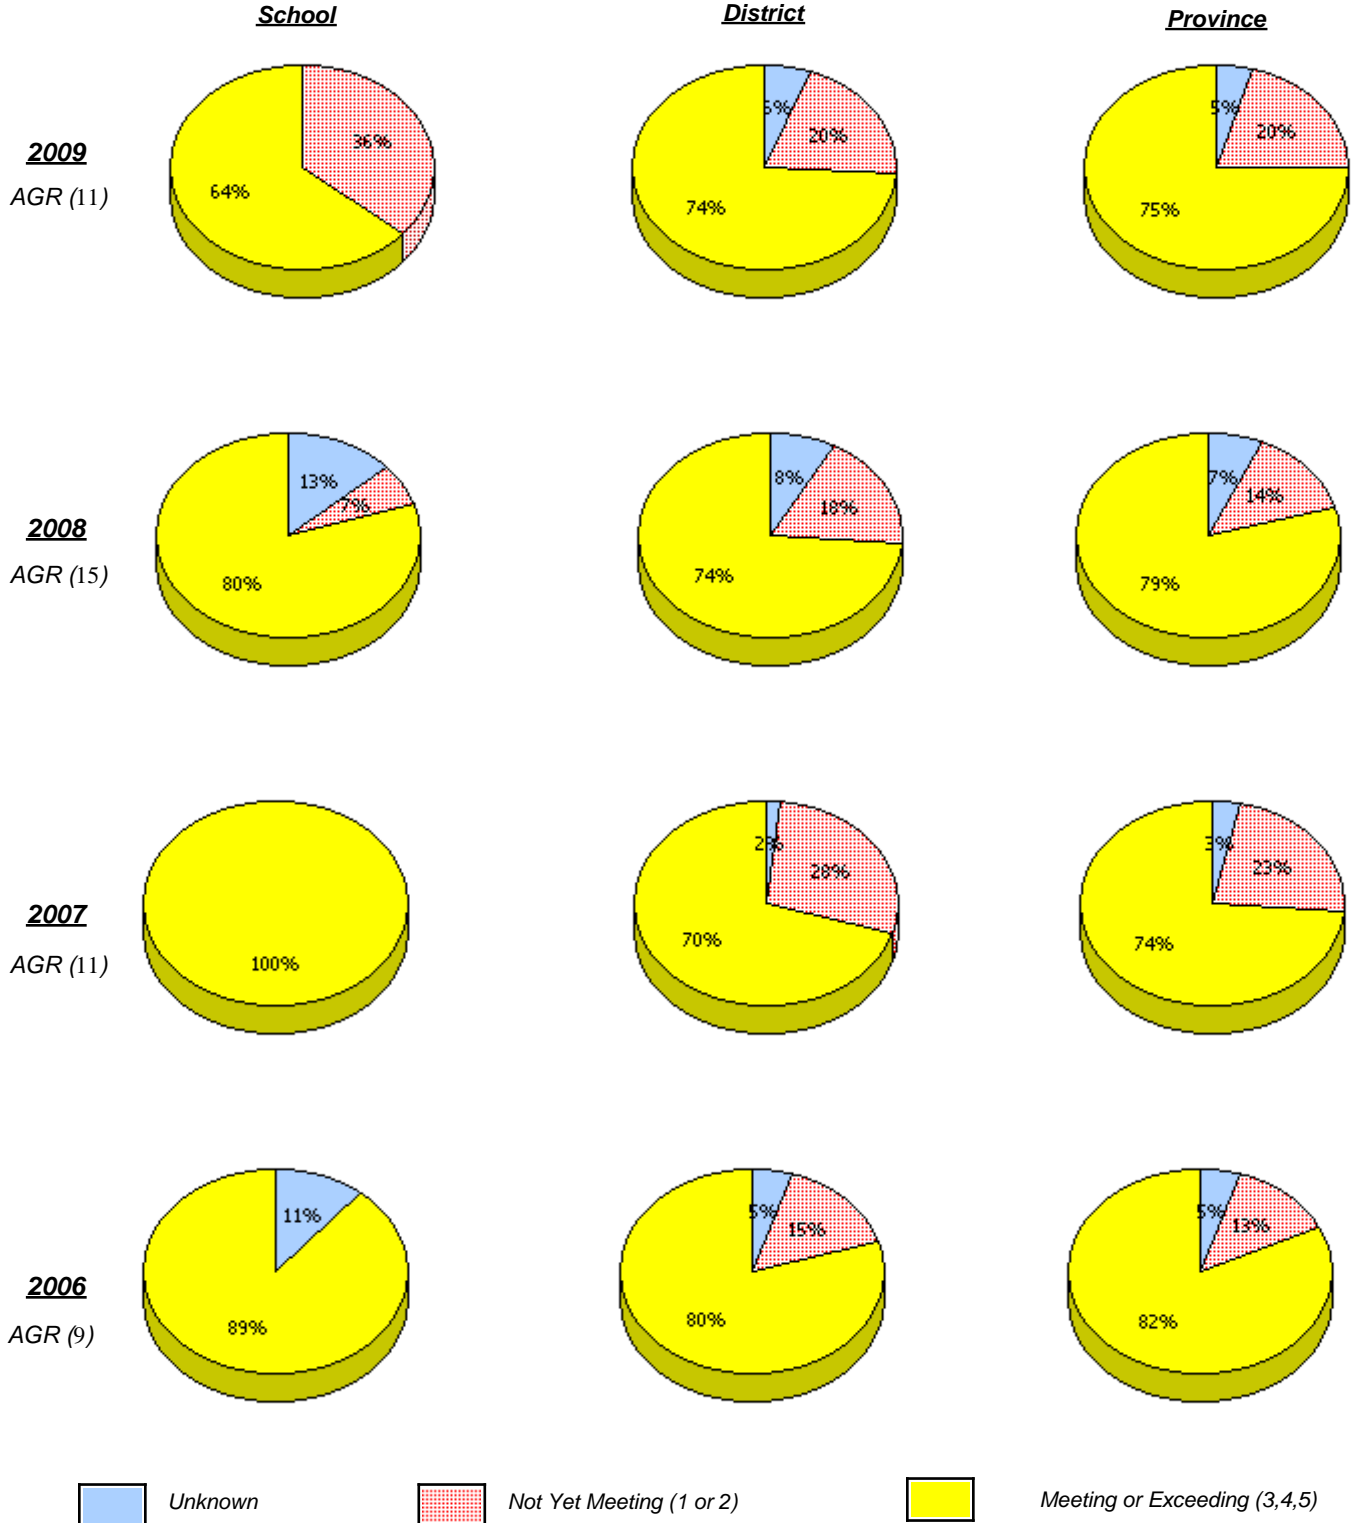 School District Province
36% 6% 20% 5% 20%
2009
AGR (11)
64% 74% 75%
13% 7% 8% 18% 7% 14%
2008
AGR (15)
80% 74% 79%
2% 28% 3% 23%
2007
AGR (11)
100% 70% 74%
11% 5% 15% 5% 13%
2006
AGR (9)
89% 80% 82%
Unknown Not Yet Meeting (1 or 2) Meeting or Exceeding (3,4,5)